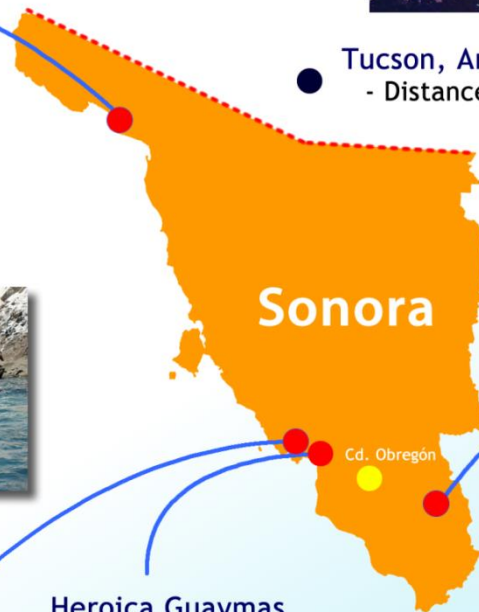 Tucson, Ar
- Distance
Sonora
Cd. Obregón
Heroica Guaymas